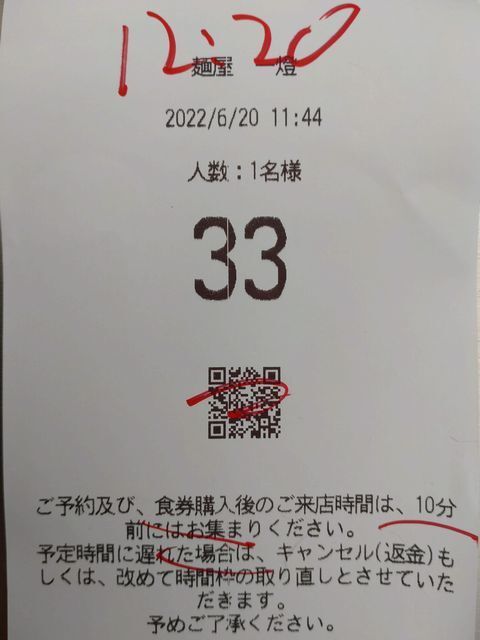 12:20
麺屋 一燈
2022/6/20 11:44
人数:1名様
33
ご予約及び、食券購入後のご来店時間は、10分
前にはお集まりください。
予定時間に遅れた場合は、キャンセル(返金)も
しくは、改めて時間枠の取り直しとさせていた
だきます。
予めご了承ください。